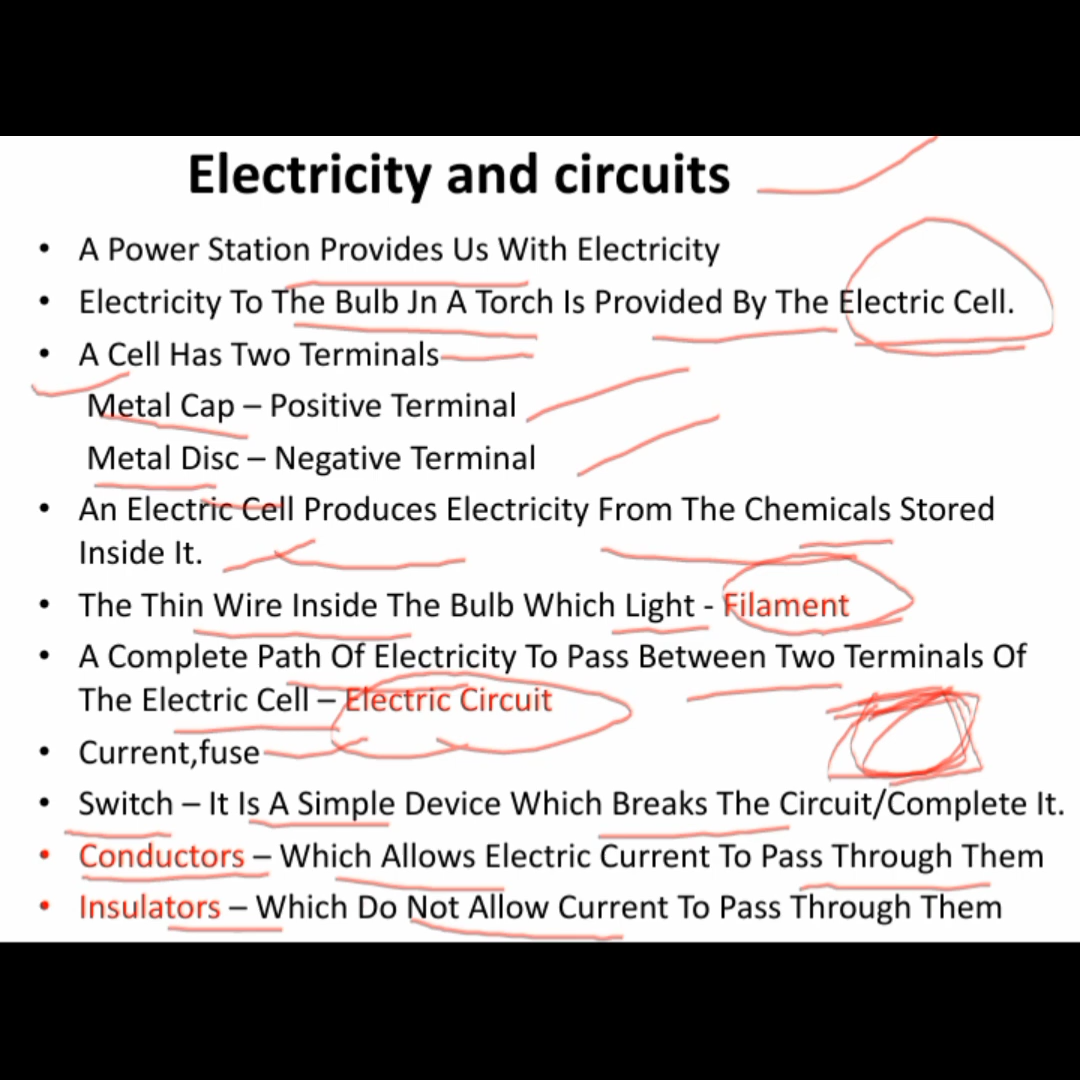 Electricity and circuits
• A Power Station Provides Us With Electricity
• Electricity To The Bulb Jn A Torch Is Provided By The Electric Cell.
• A Cell Has Two Terminals
Metal Cap – Positive Terminal
Metal Disc – Negative Terminal
• An Electric Cell Produces Electricity From The Chemicals Stored
Inside It.
• The Thin Wire Inside The Bulb Which Light - Filament
• A Complete Path Of Electricity To Pass Between Two Terminals Of
The Electric Cell – Electric Circuit
• Current,fuse
• Switch – It Is A Simple Device Which Breaks The Circuit/Complete It.
• Conductors – Which Allows Electric Current To Pass Through Them
• Insulators – Which Do Not Allow Current To Pass Through Them